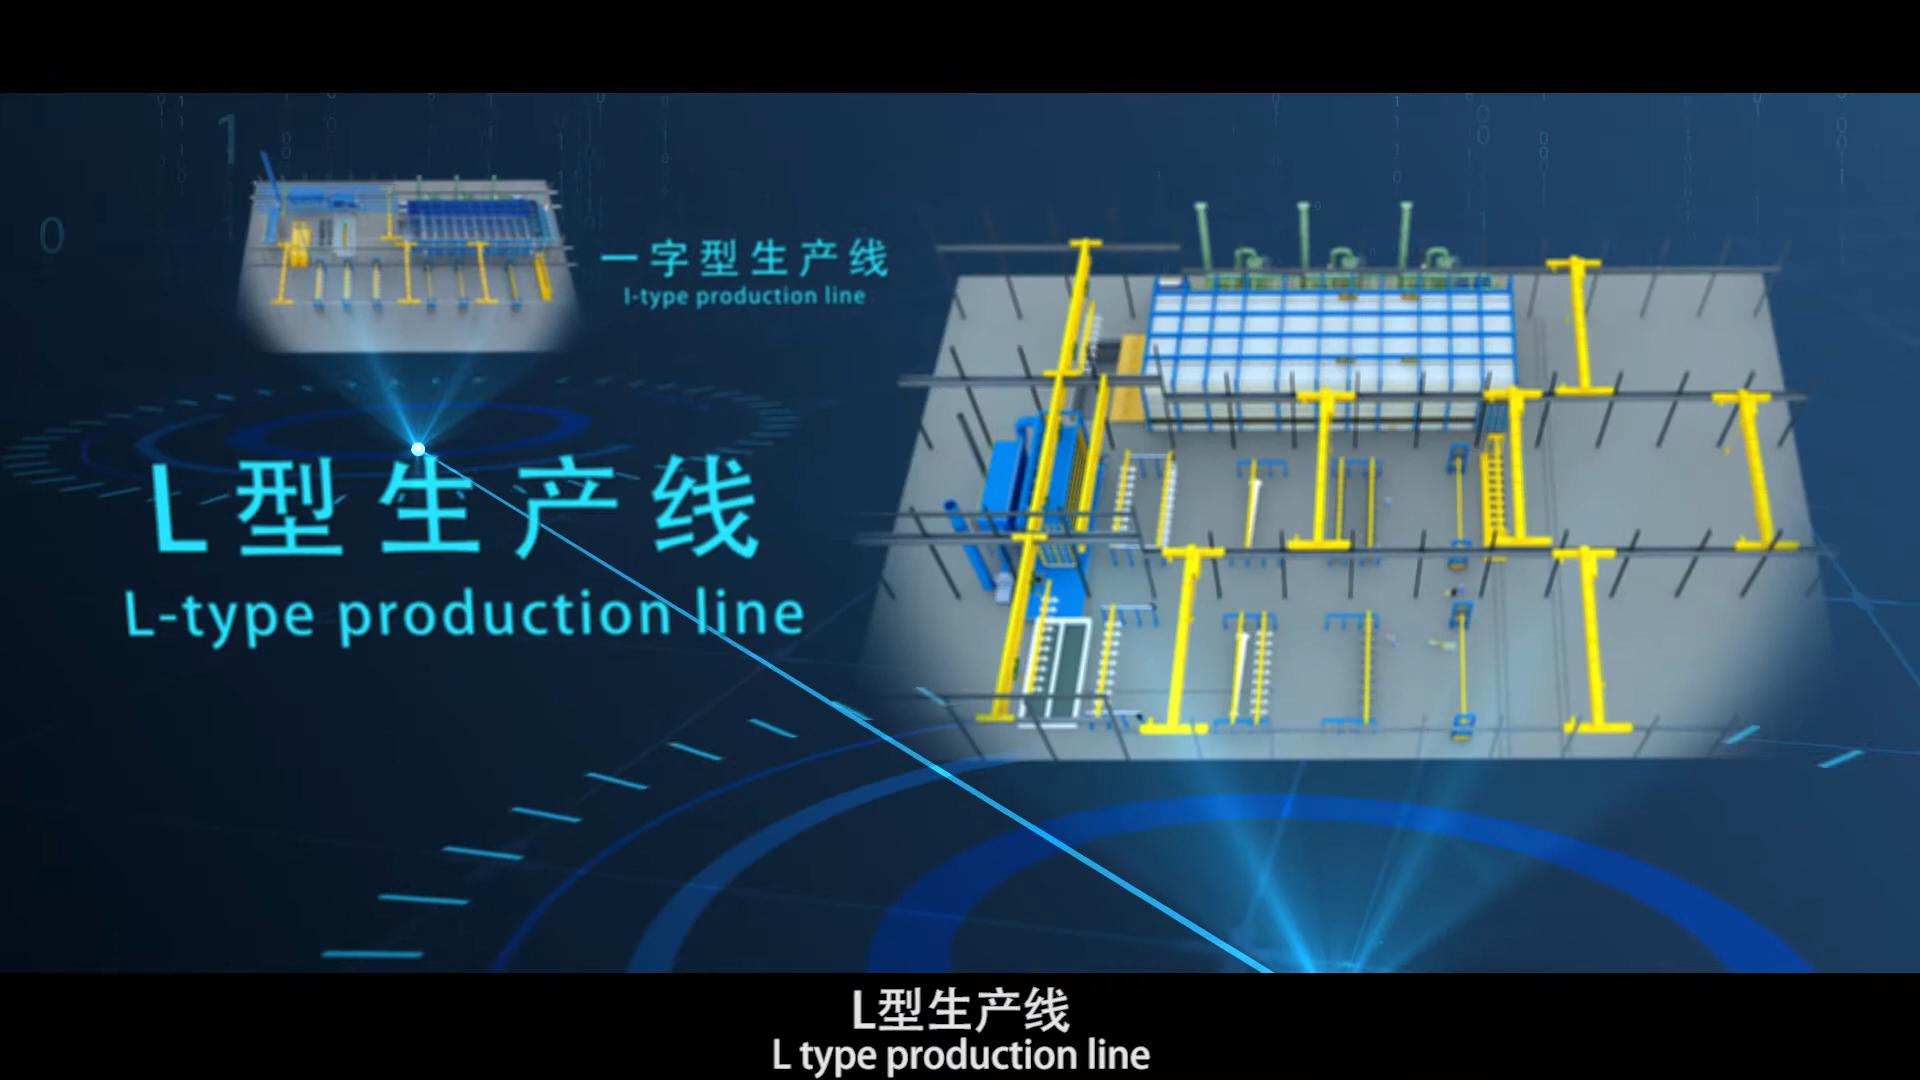 一字型生产线
I-type production line
L型生产线
L-type production line
L型生产线
L type production line